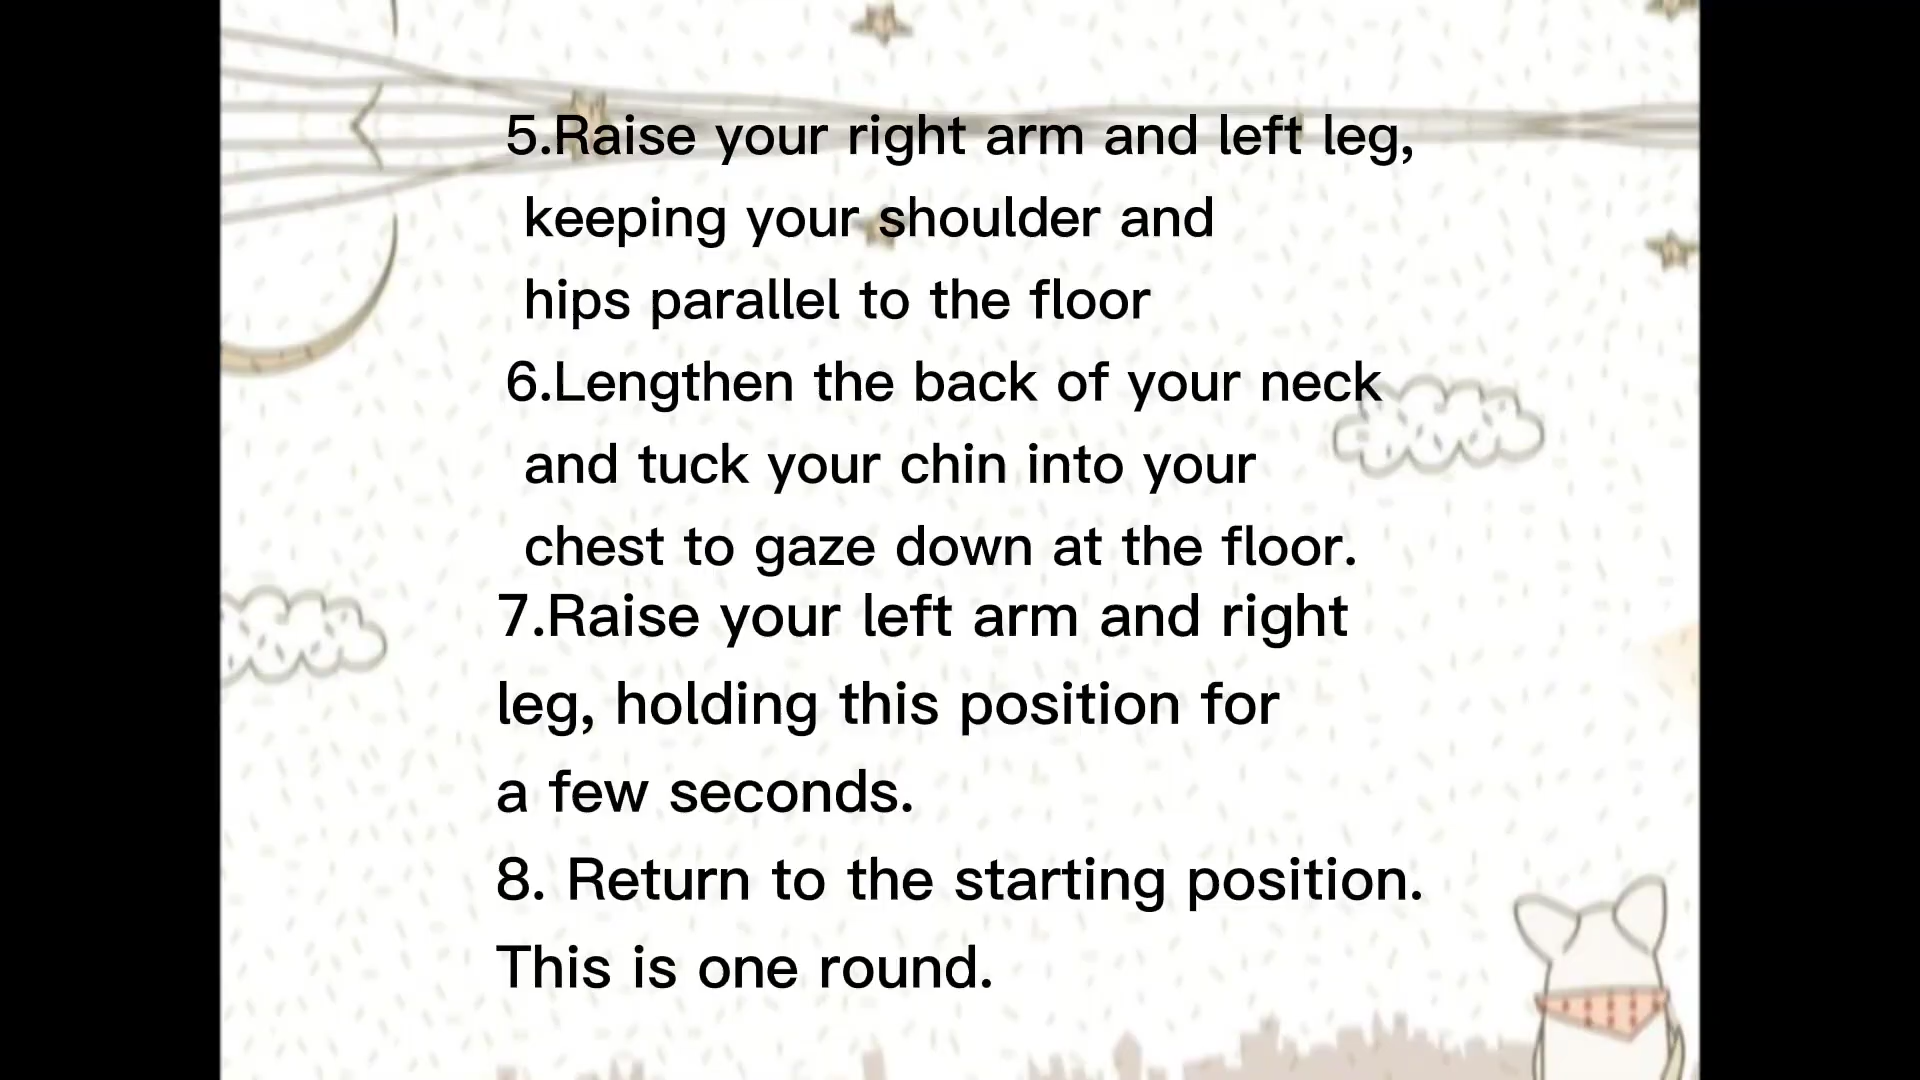 5.Raise your right arm and left leg,
keeping your shoulder and
hips parallel to the floor
6.Lengthen the back of your neck
and tuck your chin into your
chest to gaze down at the floor.
7.Raise your left arm and right
leg, holding this position for
a few seconds.
8. Return to the starting position.
This is one round.